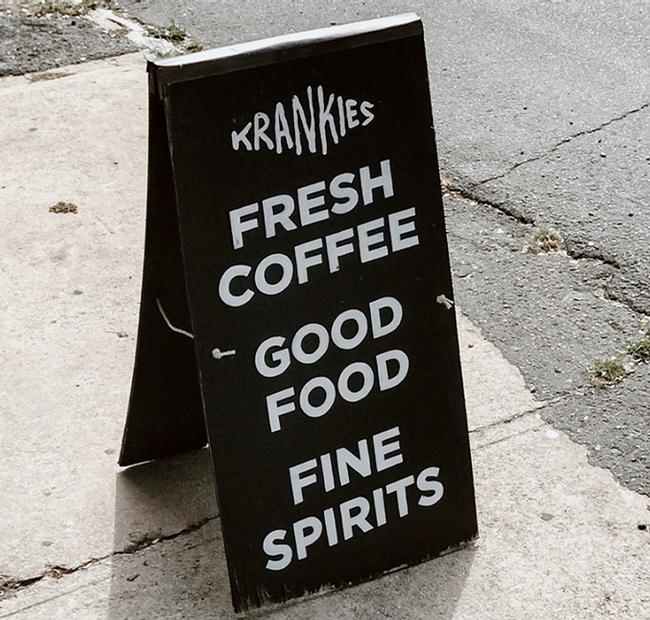 KRANKIES
FRESH
COFFEE
GOOD
FOOD
FINE
SPIRITS